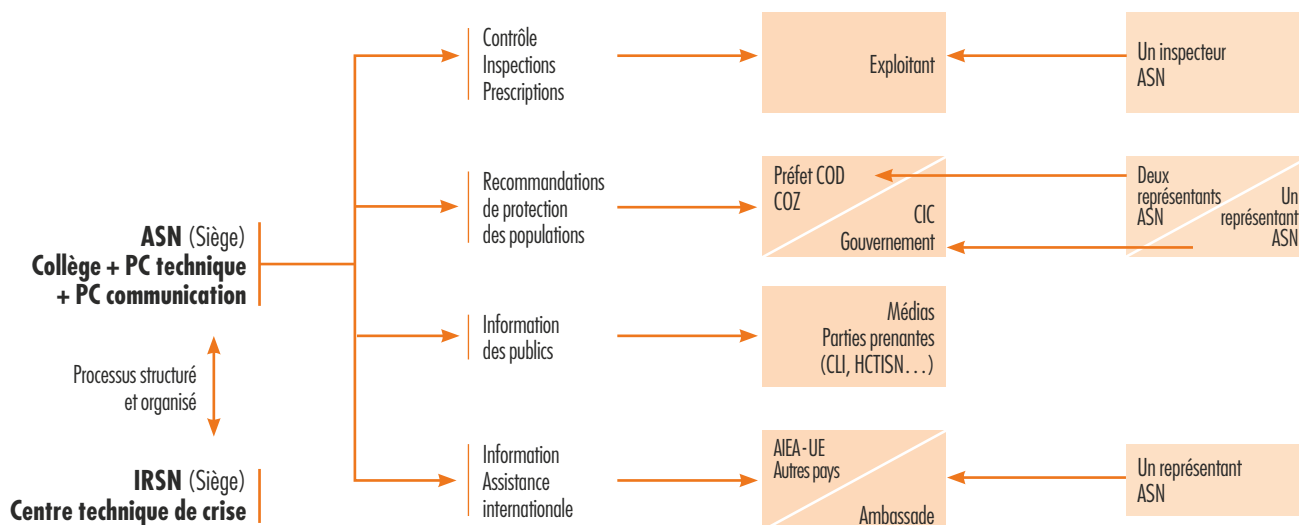 Contrôle
Inspections
Prescriptions
Exploitant
Un inspecteur
ASN
Recommandations
de protection
des populations
Préfet COD
COZ
CIC
Gouvernement
Deux
représentants
ASN
Un
représentant
ASN
ASN (Siège)
Collège + PC technique
+ PC communication
Information
des publics
Médias
Parties prenantes
(CLI, HCTISN...)
Processus structuré
et organisé
IRSN (Siège)
Centre technique de crise
Information
Assistance
internationale
AIEA-UE
Autres pays
Ambassade
Un représentant
ASN